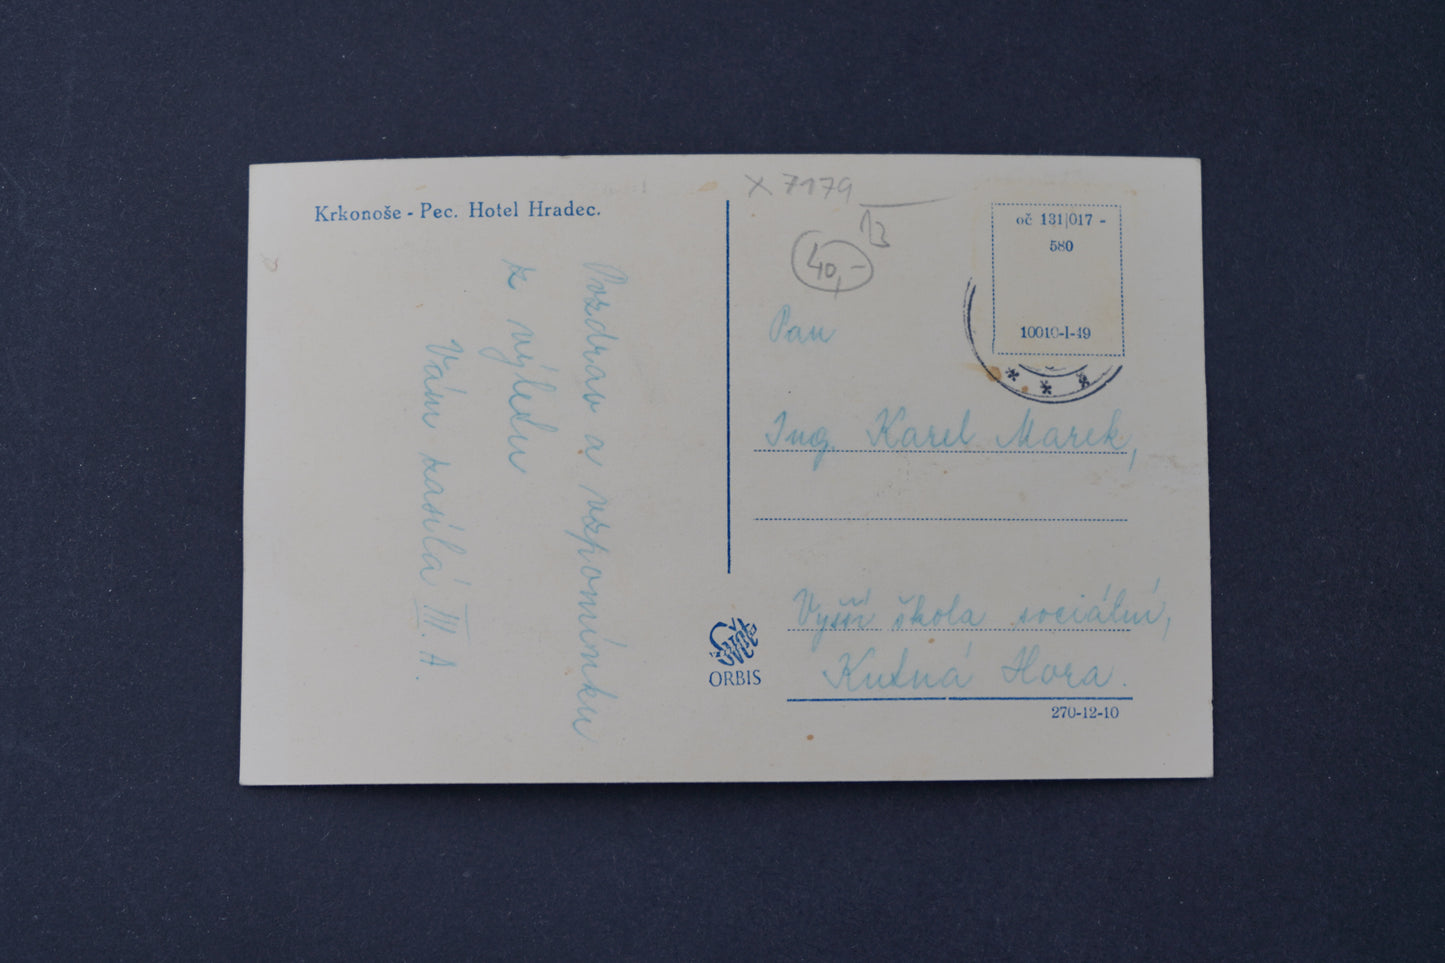 Krkonoše - Pec. Hotel Hradec.
Pozdrav a vzpomínku
z výletu
Vám zasílá III. A.
X 7179
13
40,-
oč 131|017 -
580
10010-I-49
Pan
Ing. Karel Marek,
Vyšší škola sociální,
Kutná Hora.
Svět
ORBIS
270-12-10